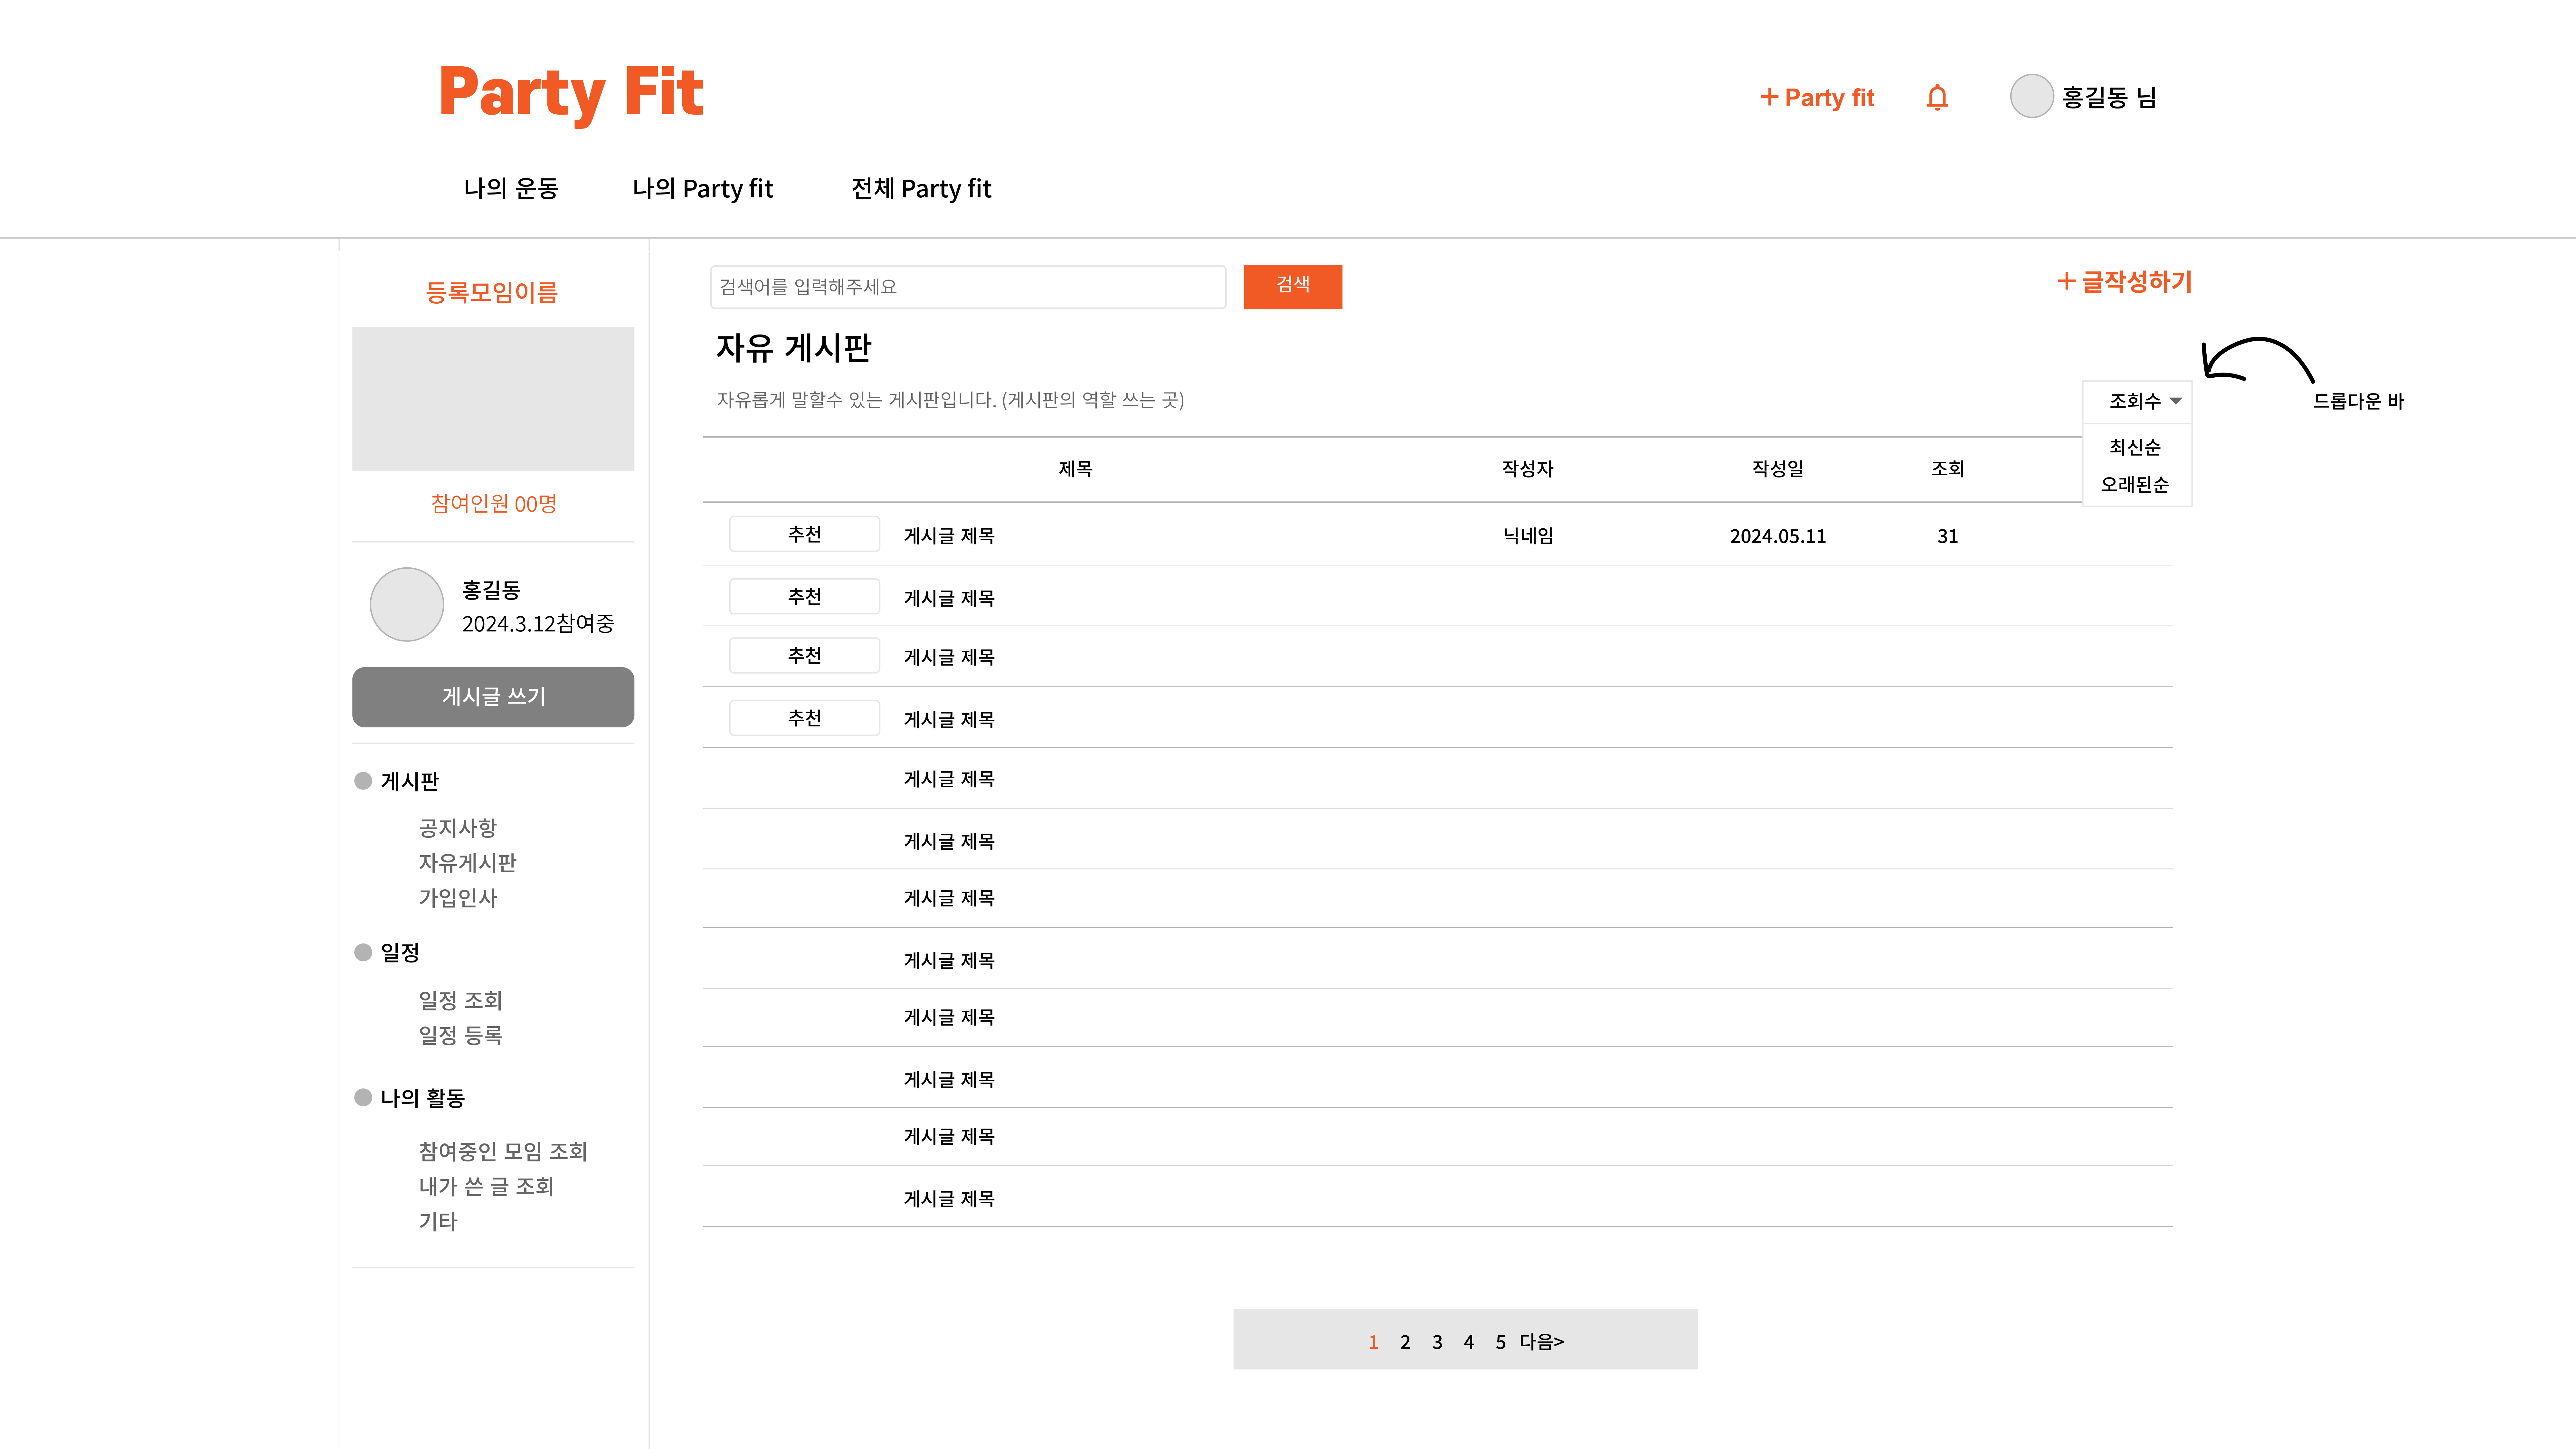 Party Fit
+ Party fit
홍길동 님
나의 운동
나의 Party fit
전체 Party fit
등록모임이름
참여인원 00명
홍길동
2024.3.12참여중
게시글 쓰기
게시판
공지사항
자유게시판
가입인사
일정
일정 조회
일정 등록
나의 활동
참여중인 모임 조회
내가 쓴 글 조회
기타
검색어를 입력해주세요
검색
+ 글작성하기
자유 게시판
자유롭게 말할수 있는 게시판입니다. (게시판의 역할 쓰는 곳)
조회수
최신순
오래된순
드롭다운 바
제목 작성자 작성일 조회
추천 게시글 제목 닉네임 2024.05.11 31
추천 게시글 제목
추천 게시글 제목
추천 게시글 제목
게시글 제목
게시글 제목
게시글 제목
게시글 제목
게시글 제목
게시글 제목
게시글 제목
게시글 제목
1 2 3 4 5 다음>